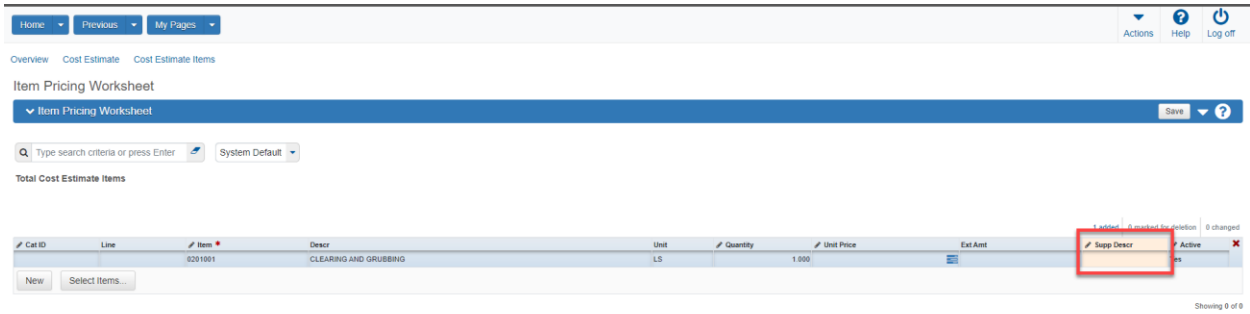 Home Previous My Pages Actions Help Log off
Overview Cost Estimate Cost Estimate Items
Item Pricing Worksheet
Item Pricing Worksheet Save ?
Type search criteria or press Enter System Default
Total Cost Estimate Items
1 added 0 marked for deletion 0 changed
Cat ID Line Item * Descr Unit Quantity Unit Price Ext Amt Supp Descr Active
0201001 CLEARING AND GRUBBING LS 1.000 Yes
New Select Items...
Showing 0 of 0